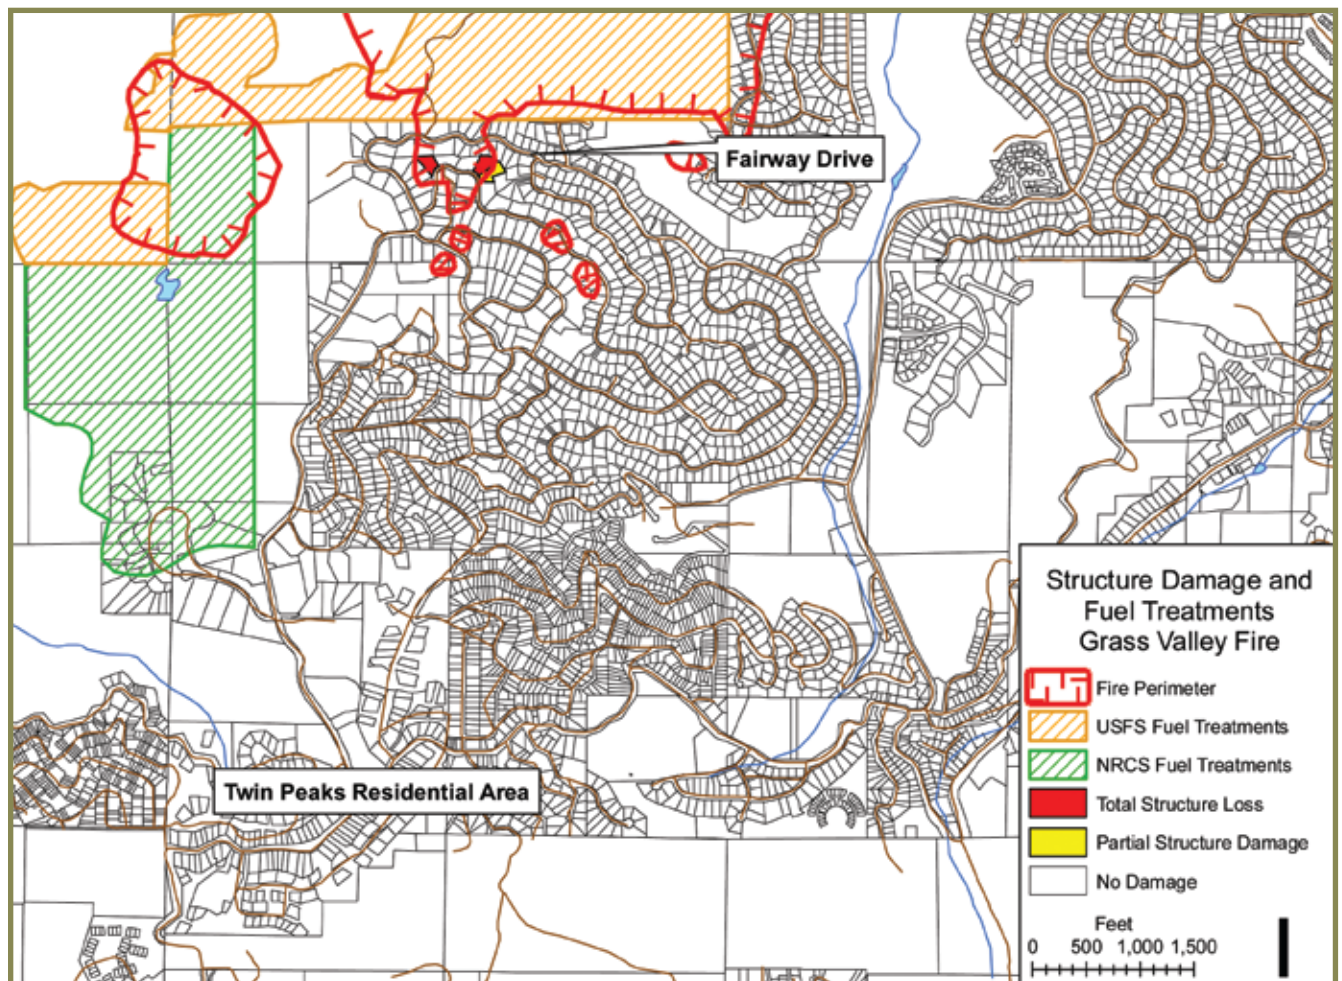 Fairway Drive
Structure Damage and
Fuel Treatments
Grass Valley Fire
Fire Perimeter
USFS Fuel Treatments
NRCS Fuel Treatments
Total Structure Loss
Partial Structure Damage
No Damage
Feet
0 500 1,000 1,500
Twin Peaks Residential Area